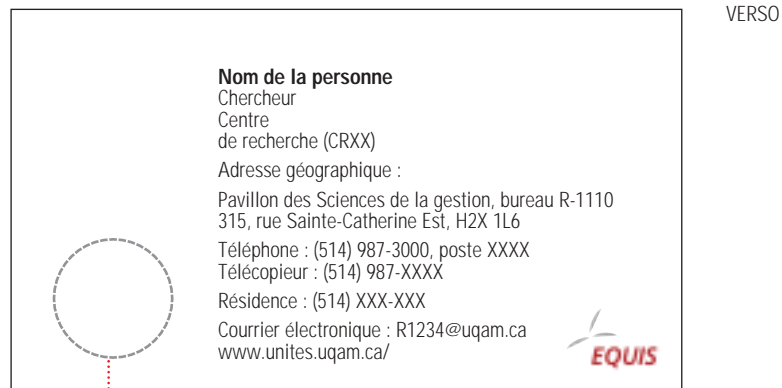 VERSO
Nom de la personne
Chercheur
Centre
de recherche (CRXX)
Adresse géographique :
Pavillon des Sciences de la gestion, bureau R-1110
315, rue Sainte-Catherine Est, H2X 1L6
Téléphone : (514) 987-3000, poste XXXX
Télécopieur : (514) 987-XXXX
Résidence : (514) XXX-XXX
Courrier électronique : R1234@uqam.ca
www.unites.uqam.ca/
EQUIS